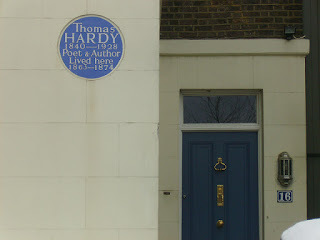 Thomas
HARDY
1840—1928
Poet & Author
Lived here
1863–1874
16